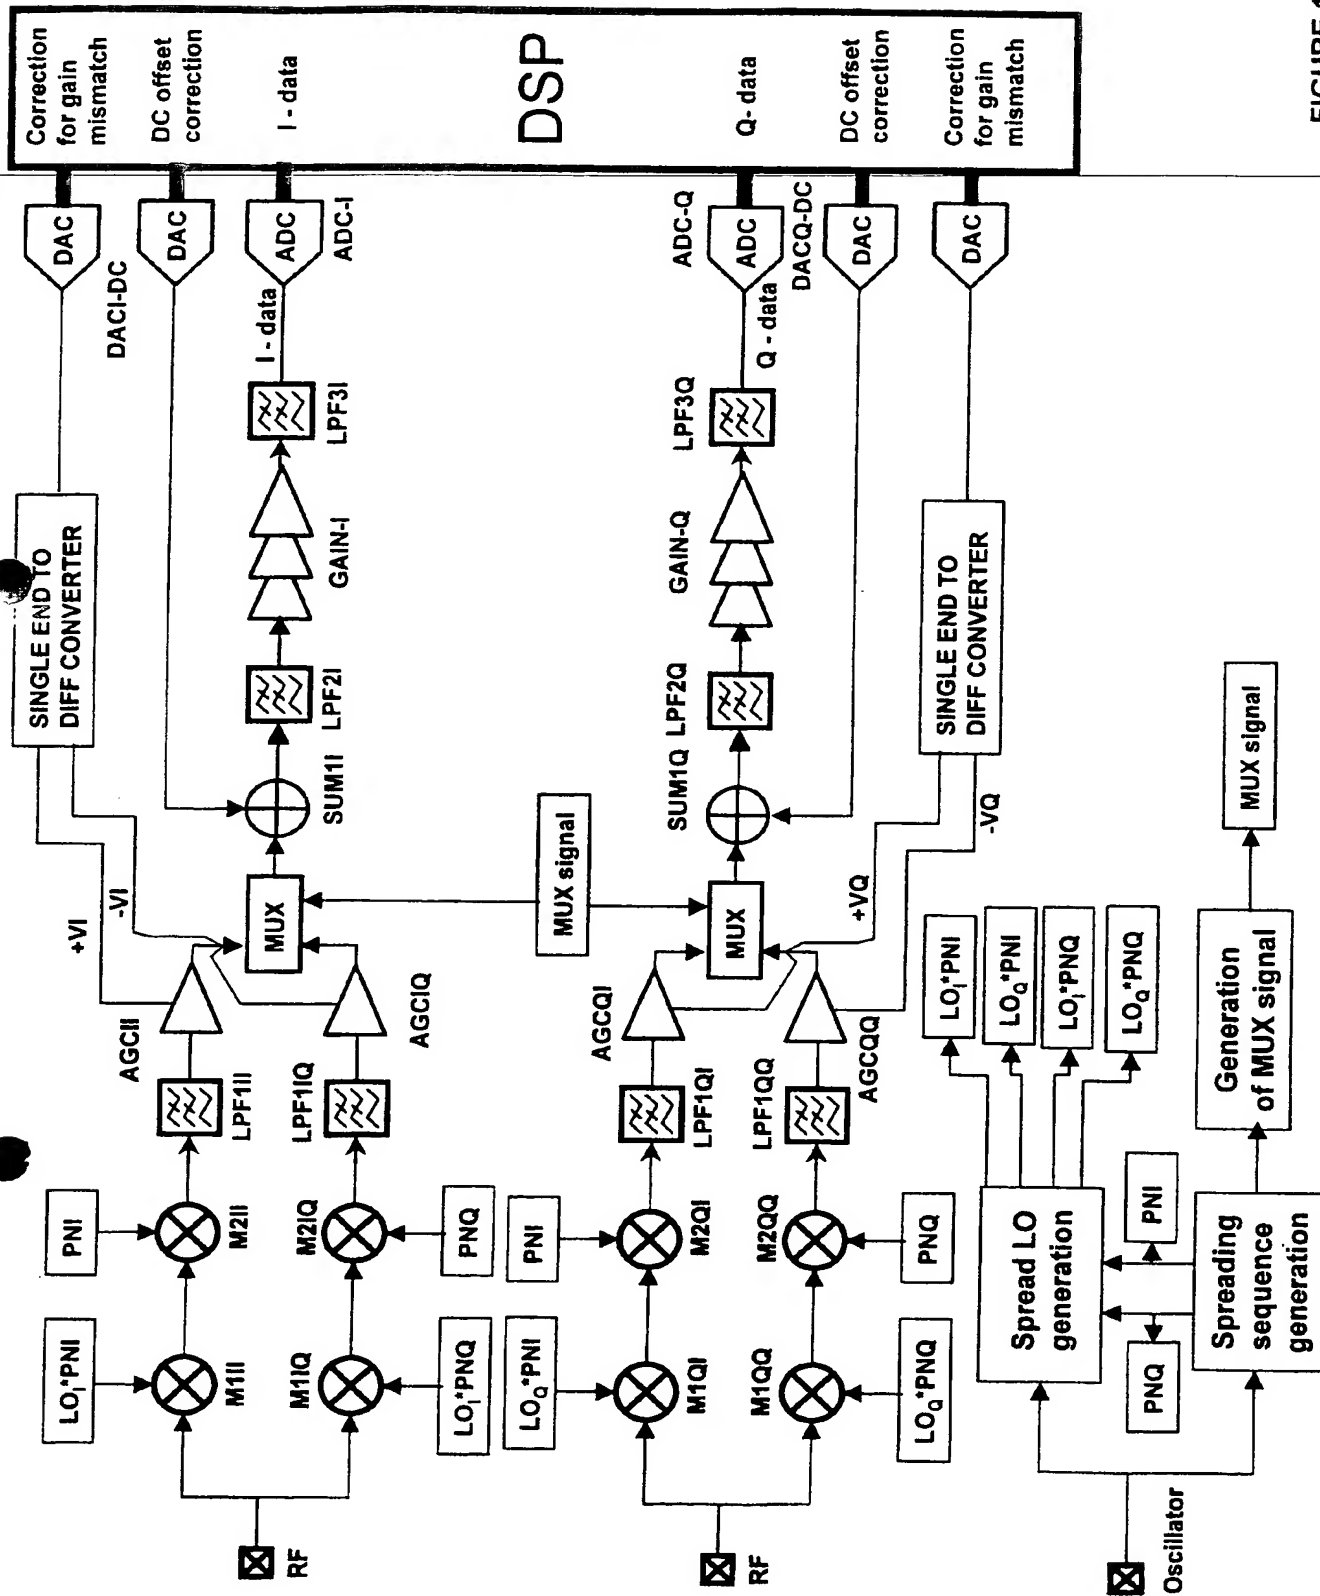 Correction
for gain
mismatch
DC offset
correction
I - data
DSP
Q- data
DC offset
correction
Correction
for gain
mismatch
DAC
DACI-DC
DAC
ADC
ADC-I
I - data
ADC-Q
ADC
DACQ-DC
Q - data
DAC
DAC
SINGLE END TO
DIFF CONVERTER
+VI
-VI
LPF3I
GAIN-I
LPF2I
SUM1I
MUX
MUX signal
LPF3Q
GAIN-Q
LPF2Q
SUM1Q
MUX
SINGLE END TO
DIFF CONVERTER
+VQ
-VQ
AGCII
AGCIQ
AGCQI
AGCQQ
LPF1II
LPF1IQ
LPF1QI
LPF1QQ
PNI
M2II
M2IQ
PNQ
PNI
M2QI
M2QQ
PNQ
LOI*PNI
M1II
M1IQ
LOI*PNQ
LOQ*PNI
M1QI
M1QQ
LOQ*PNQ
RF
RF
Oscillator
Spread LO
generation
PNQ
PNI
Spreading
sequence
generation
LOI*PNI
LOQ*PNI
LOI*PNQ
LOQ*PNQ
Generation
of MUX signal
MUX signal
FIGURE